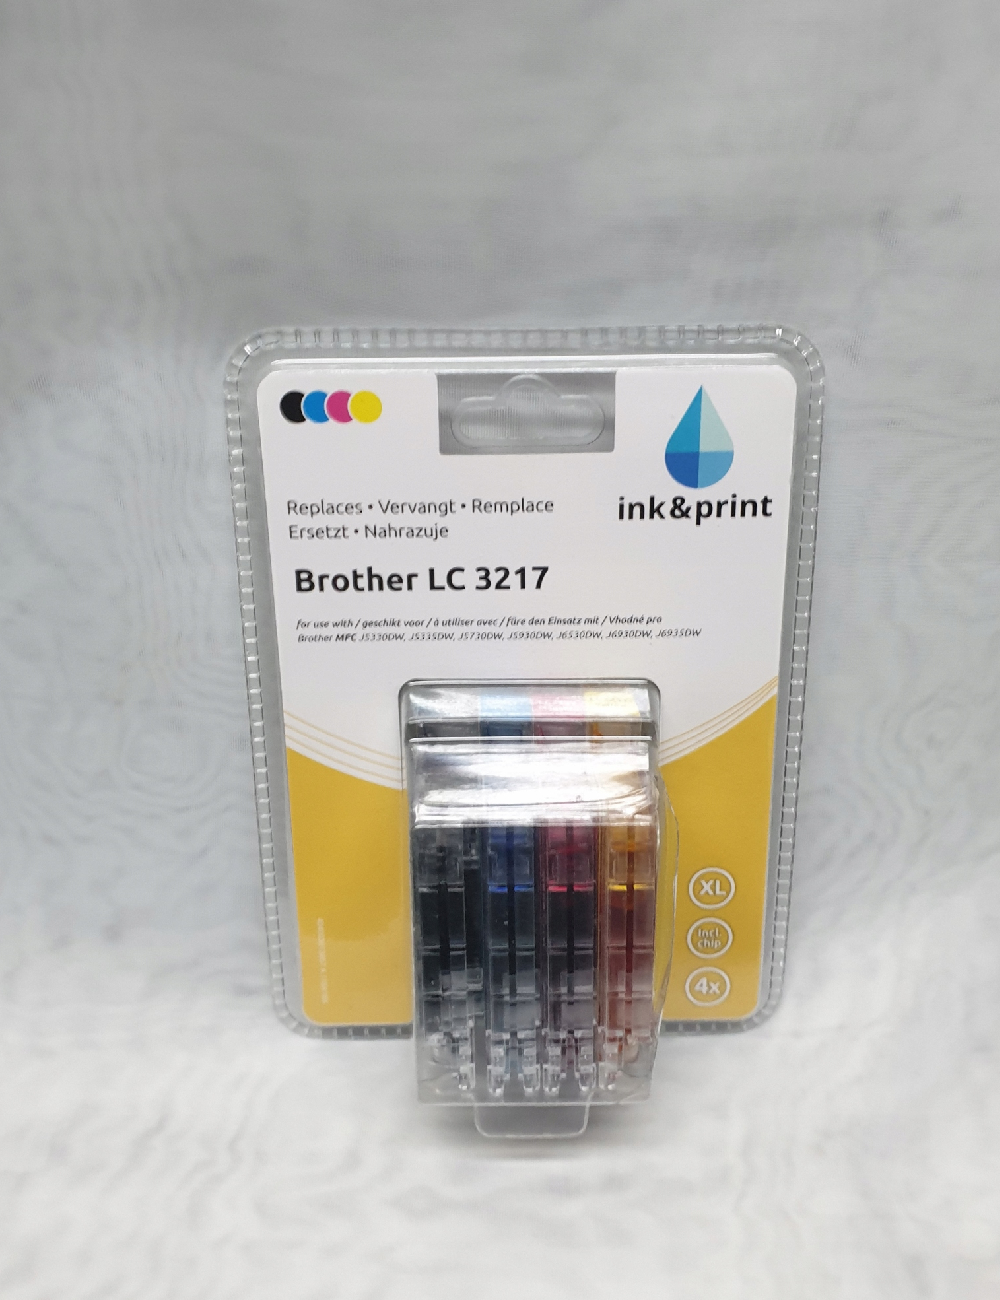 ink&print
Replaces • Vervangt • Remplace
Ersetzt • Nahrazuje
Brother LC 3217
for use with / geschikt voor / à utiliser avec / füre den Einsatz mit / Vhodné pro
Brother MFC J5330DW, J5335DW, J5730DW, J5930DW, J6530DW, J6930DW, J6935DW
XL
incl.
chip
4x